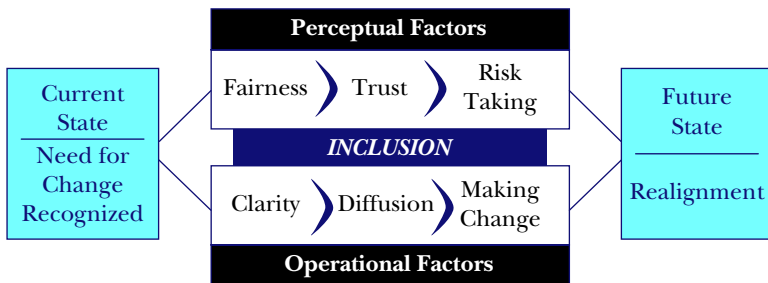 Perceptual Factors
Current
State
Need for
Change
Recognized
Fairness
Trust
Risk
Taking
INCLUSION
Clarity
Diffusion
Making
Change
Operational Factors
Future
State
Realignment